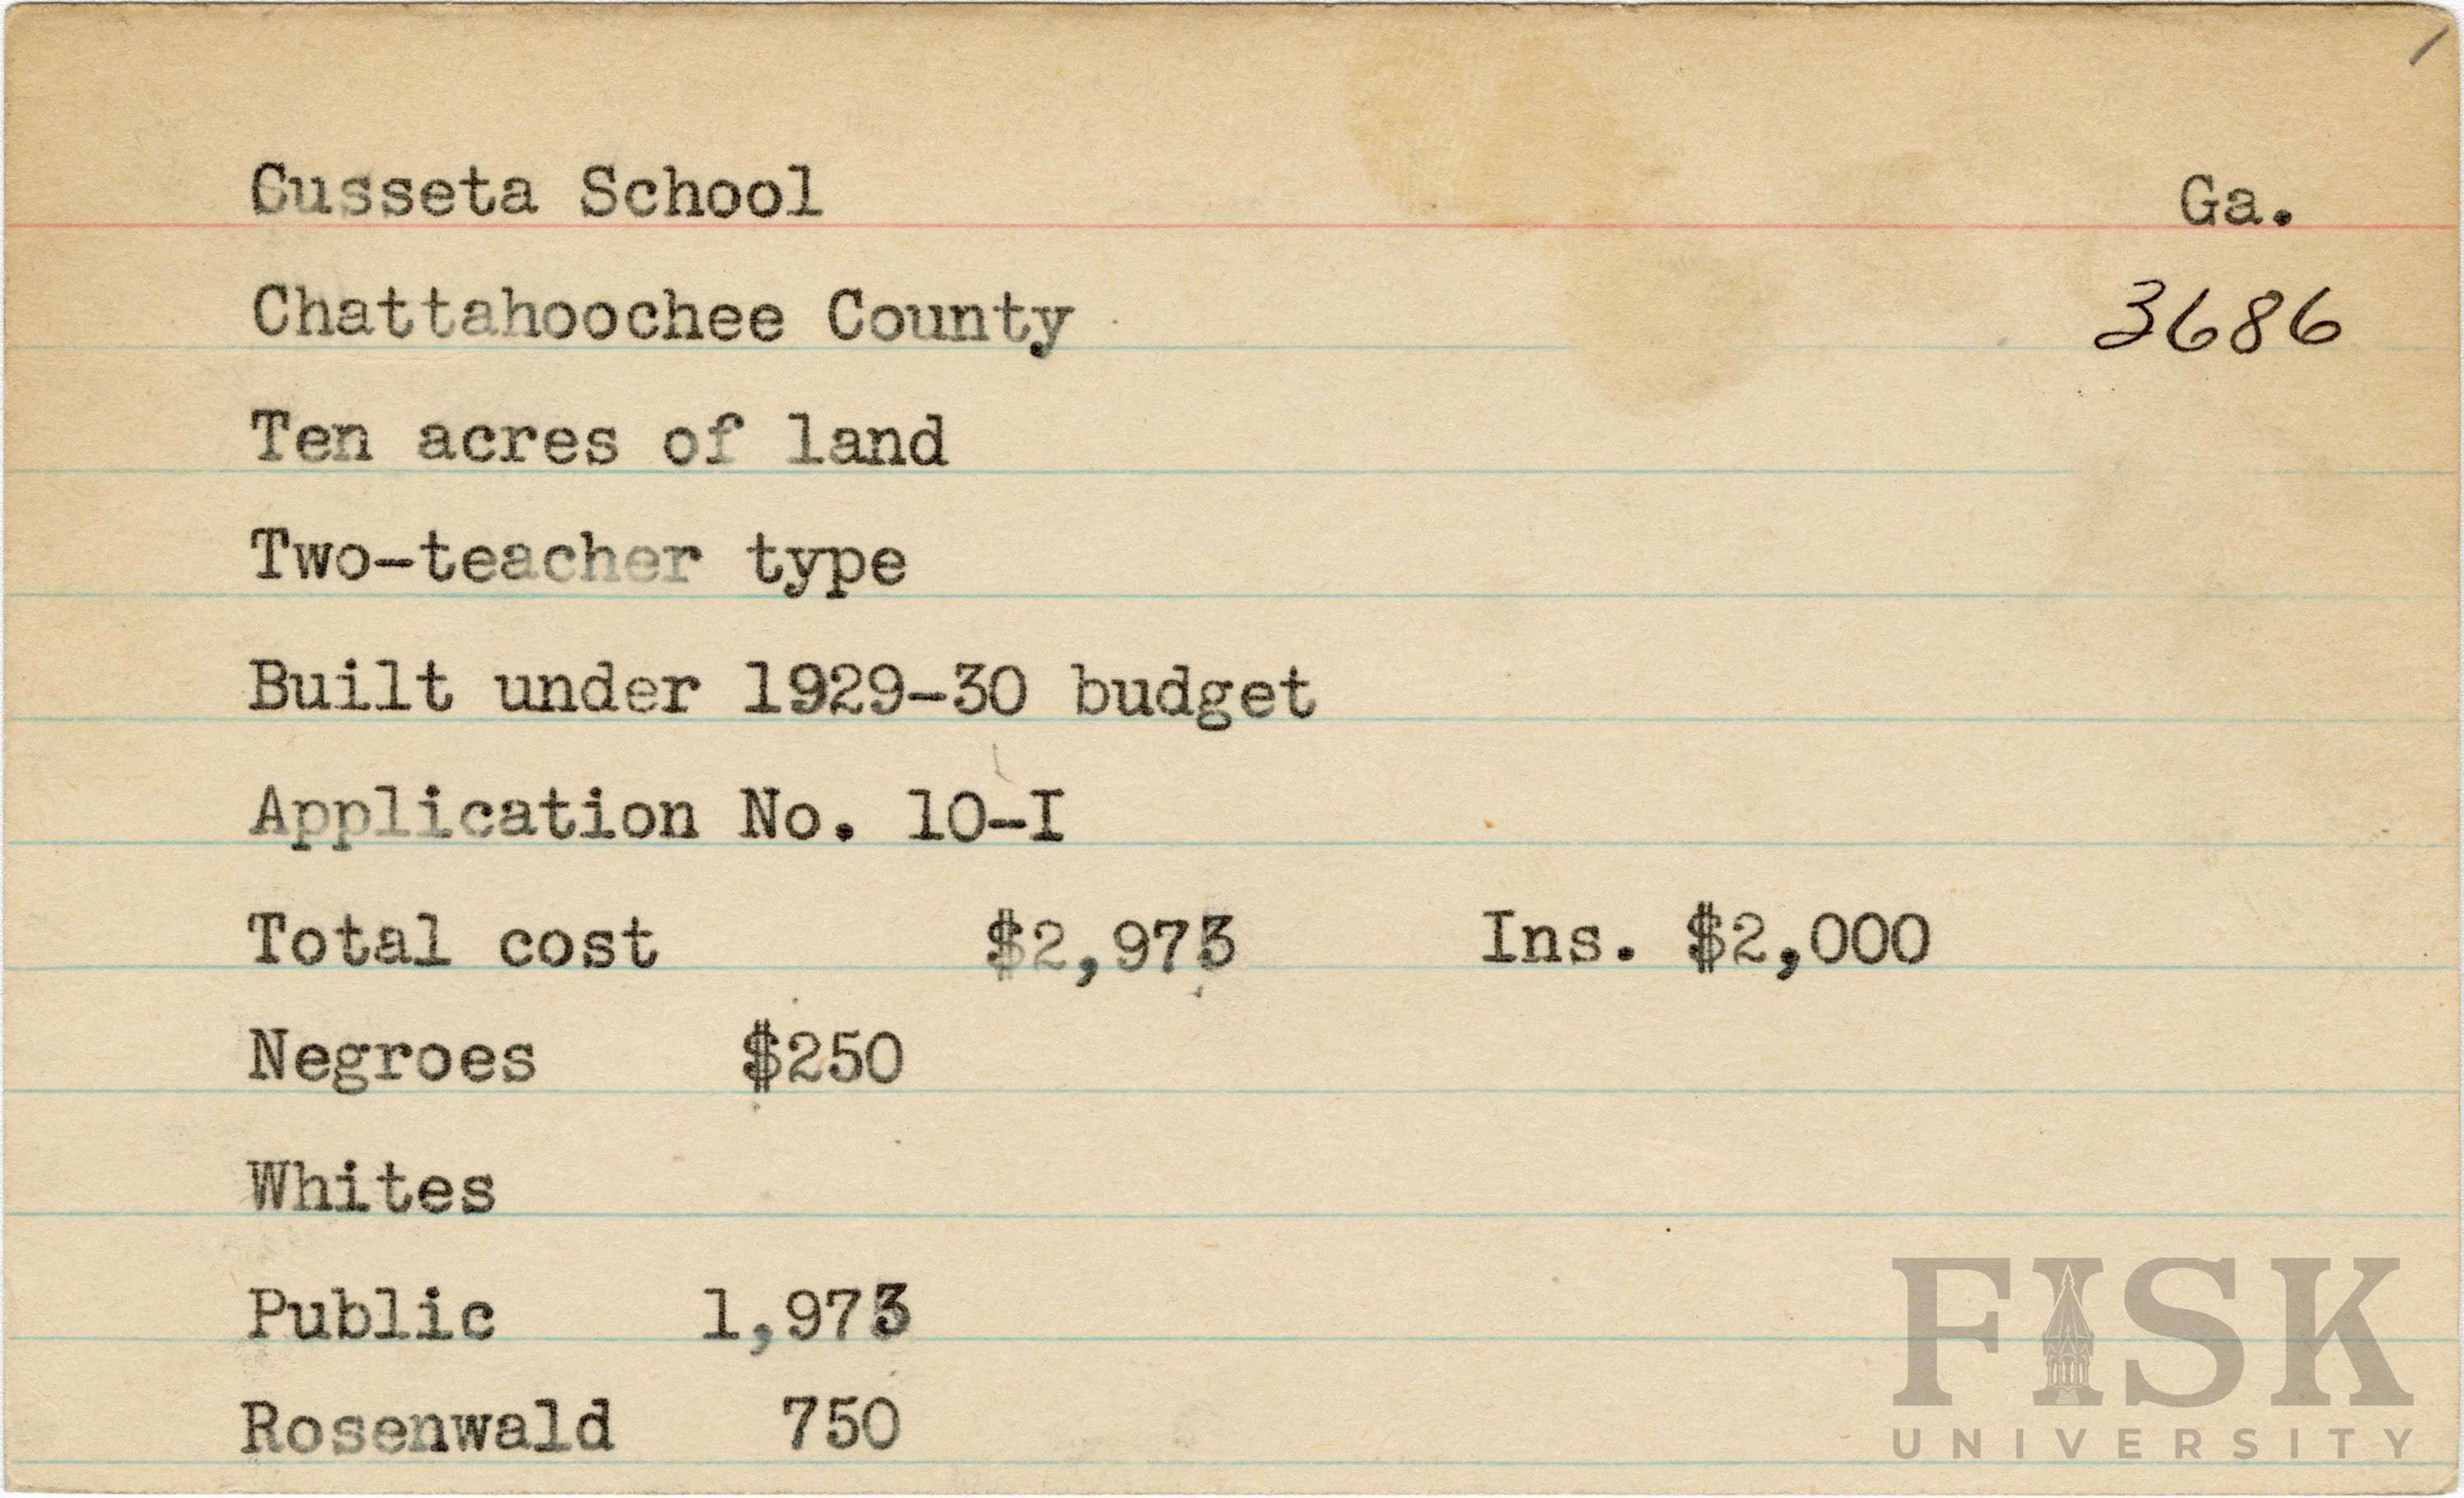 Cusseta School Ga.
Chattahoochee County 3686
Ten acres of land
Two-teacher type
Built under 1929-30 budget
Application No. 10-I
Total cost $2,973 Ins. $2,000
Negroes $250
Whites
Public 1,973
Rosenwald 750
FISK
UNIVERSITY